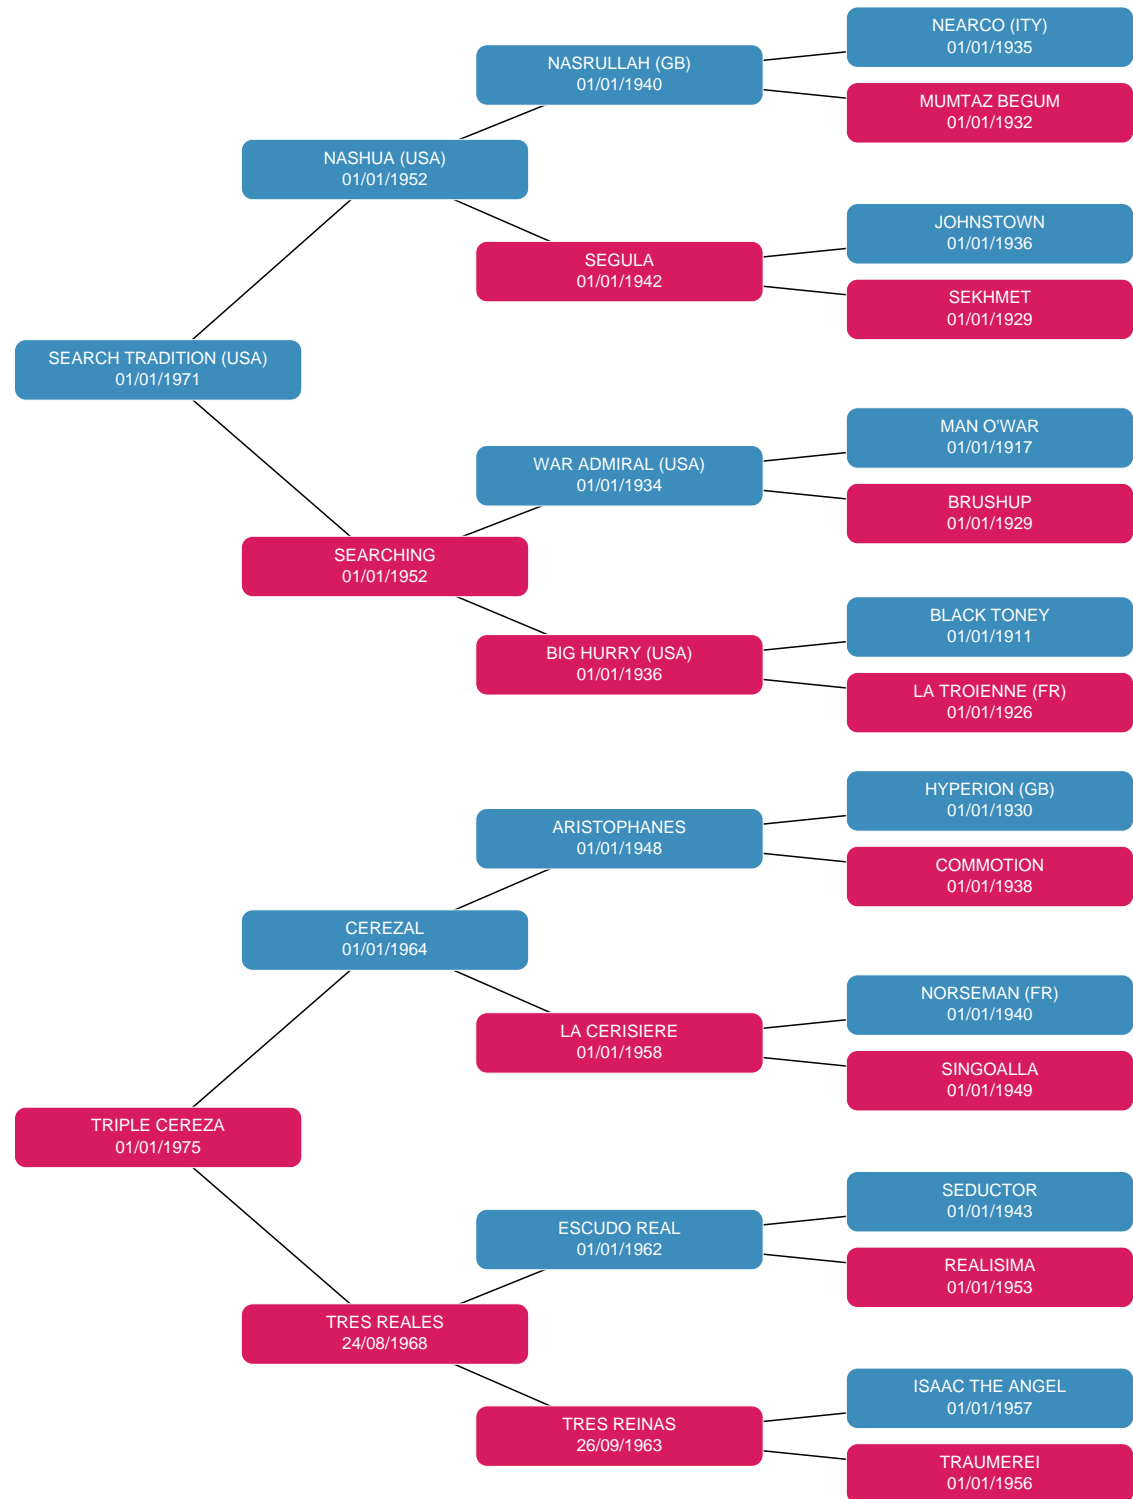 NEARCO (ITY)
01/01/1935
NASRULLAH (GB)
01/01/1940
MUMTAZ BEGUM
01/01/1932
NASHUA (USA)
01/01/1952
JOHNSTOWN
01/01/1936
SEGULA
01/01/1942
SEKHMET
01/01/1929
SEARCH TRADITION (USA)
01/01/1971
MAN O'WAR
01/01/1917
WAR ADMIRAL (USA)
01/01/1934
BRUSHUP
01/01/1929
SEARCHING
01/01/1952
BLACK TONEY
01/01/1911
BIG HURRY (USA)
01/01/1936
LA TROIENNE (FR)
01/01/1926
HYPERION (GB)
01/01/1930
ARISTOPHANES
01/01/1948
COMMOTION
01/01/1938
CEREZAL
01/01/1964
NORSEMAN (FR)
01/01/1940
LA CERISIERE
01/01/1958
SINGOALLA
01/01/1949
TRIPLE CEREZA
01/01/1975
SEDUCTOR
01/01/1943
ESCUDO REAL
01/01/1962
REALISIMA
01/01/1953
TRES REALES
24/08/1968
ISAAC THE ANGEL
01/01/1957
TRES REINAS
26/09/1963
TRAUMEREI
01/01/1956